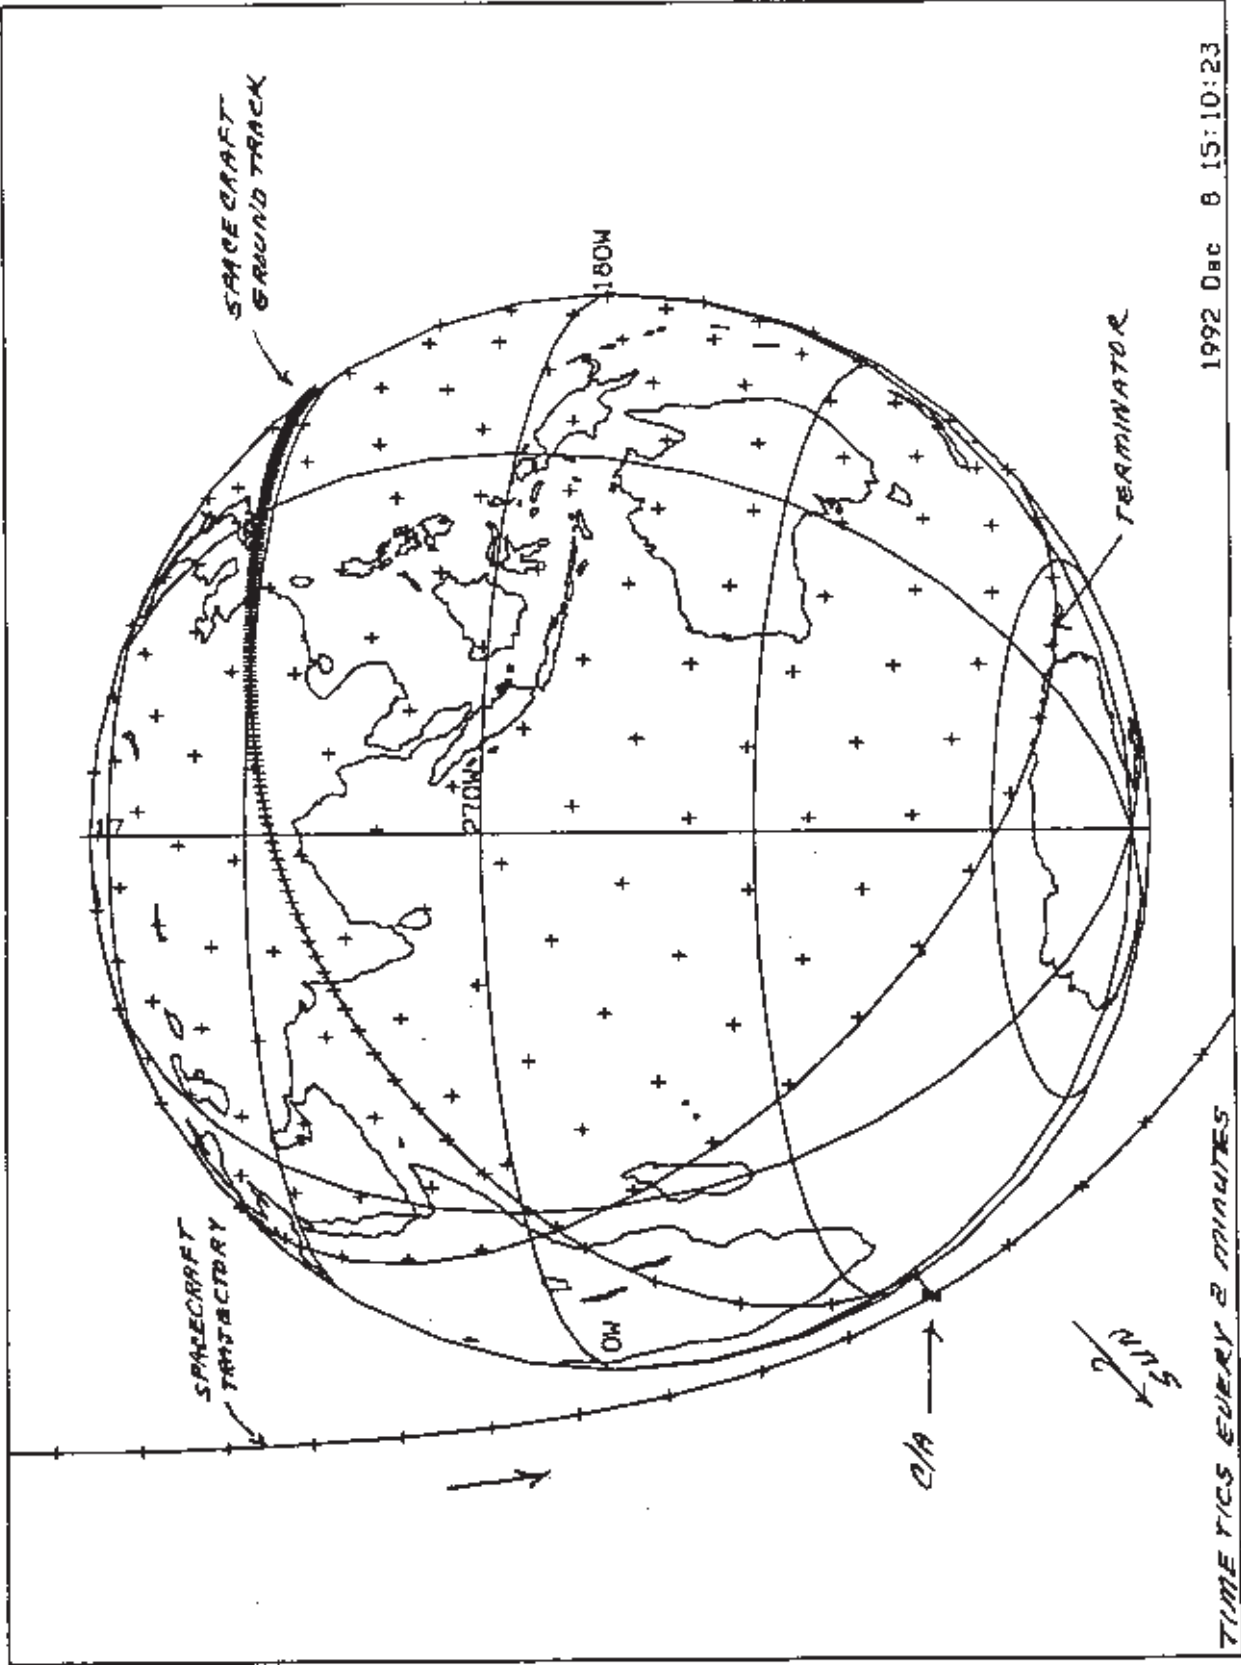 SPACECRAFT
TRAJECTORY
SPACECRAFT
GROUND TRACK
270W
0W
180W
C/A
SUN
TERMINATOR
TIME TICS EVERY 2 MINUTES
1992 Dec 8 15:10:23